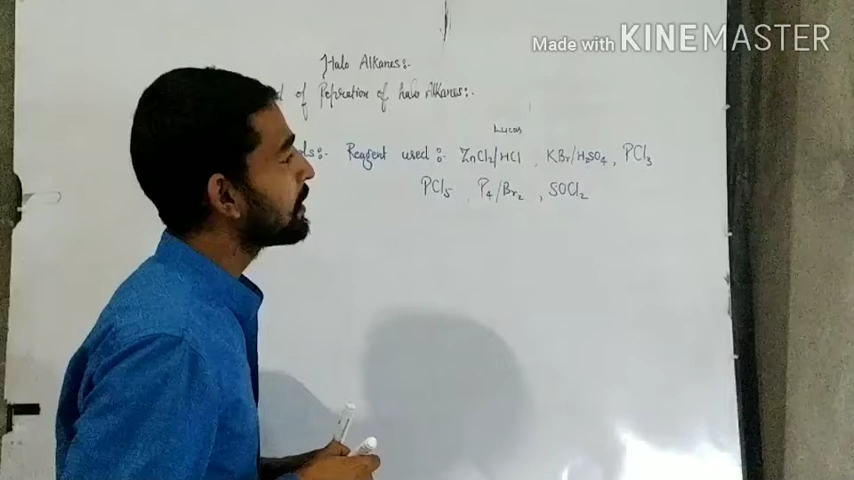 Made with KINEMASTER
Halo Alkanes:-
of Prepration of halo Alkanes:-
Lucas
Reagent used :- ZnCl2/HCl , KBr/H2SO4, PCl3
PCl5 , P4/Br2 , SOCl2